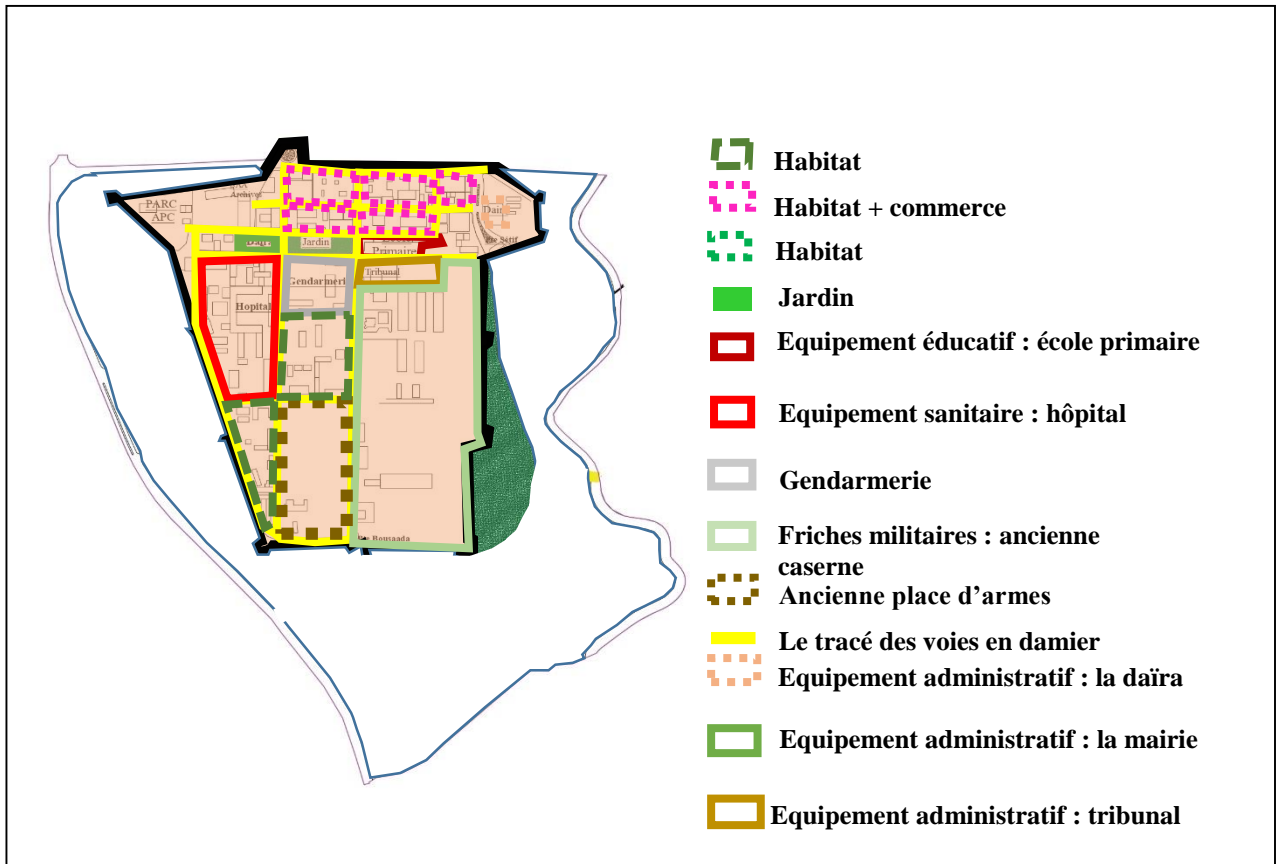 Archives
PARC
APC
Jardin
Primaire
Tribunal
Gendarmerie
Hopital
Habitat
Habitat + commerce
Habitat
Jardin
Equipement éducatif : école primaire
Equipement sanitaire : hôpital
Gendarmerie
Friches militaires : ancienne
caserne
Ancienne place d’armes
Le tracé des voies en damier
Equipement administratif : la daïra
Equipement administratif : la mairie
Equipement administratif : tribunal